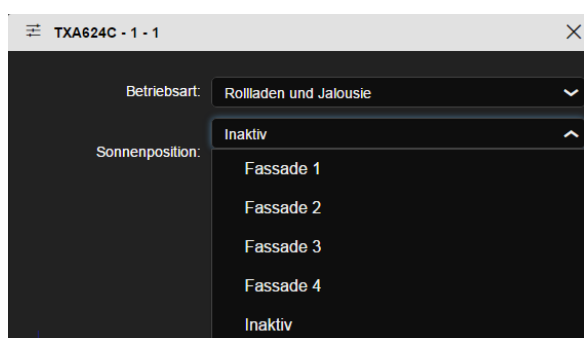 TXA624C - 1 - 1
Betriebsart: Rollladen und Jalousie
Inaktiv
Sonnenposition:
Fassade 1
Fassade 2
Fassade 3
Fassade 4
Inaktiv